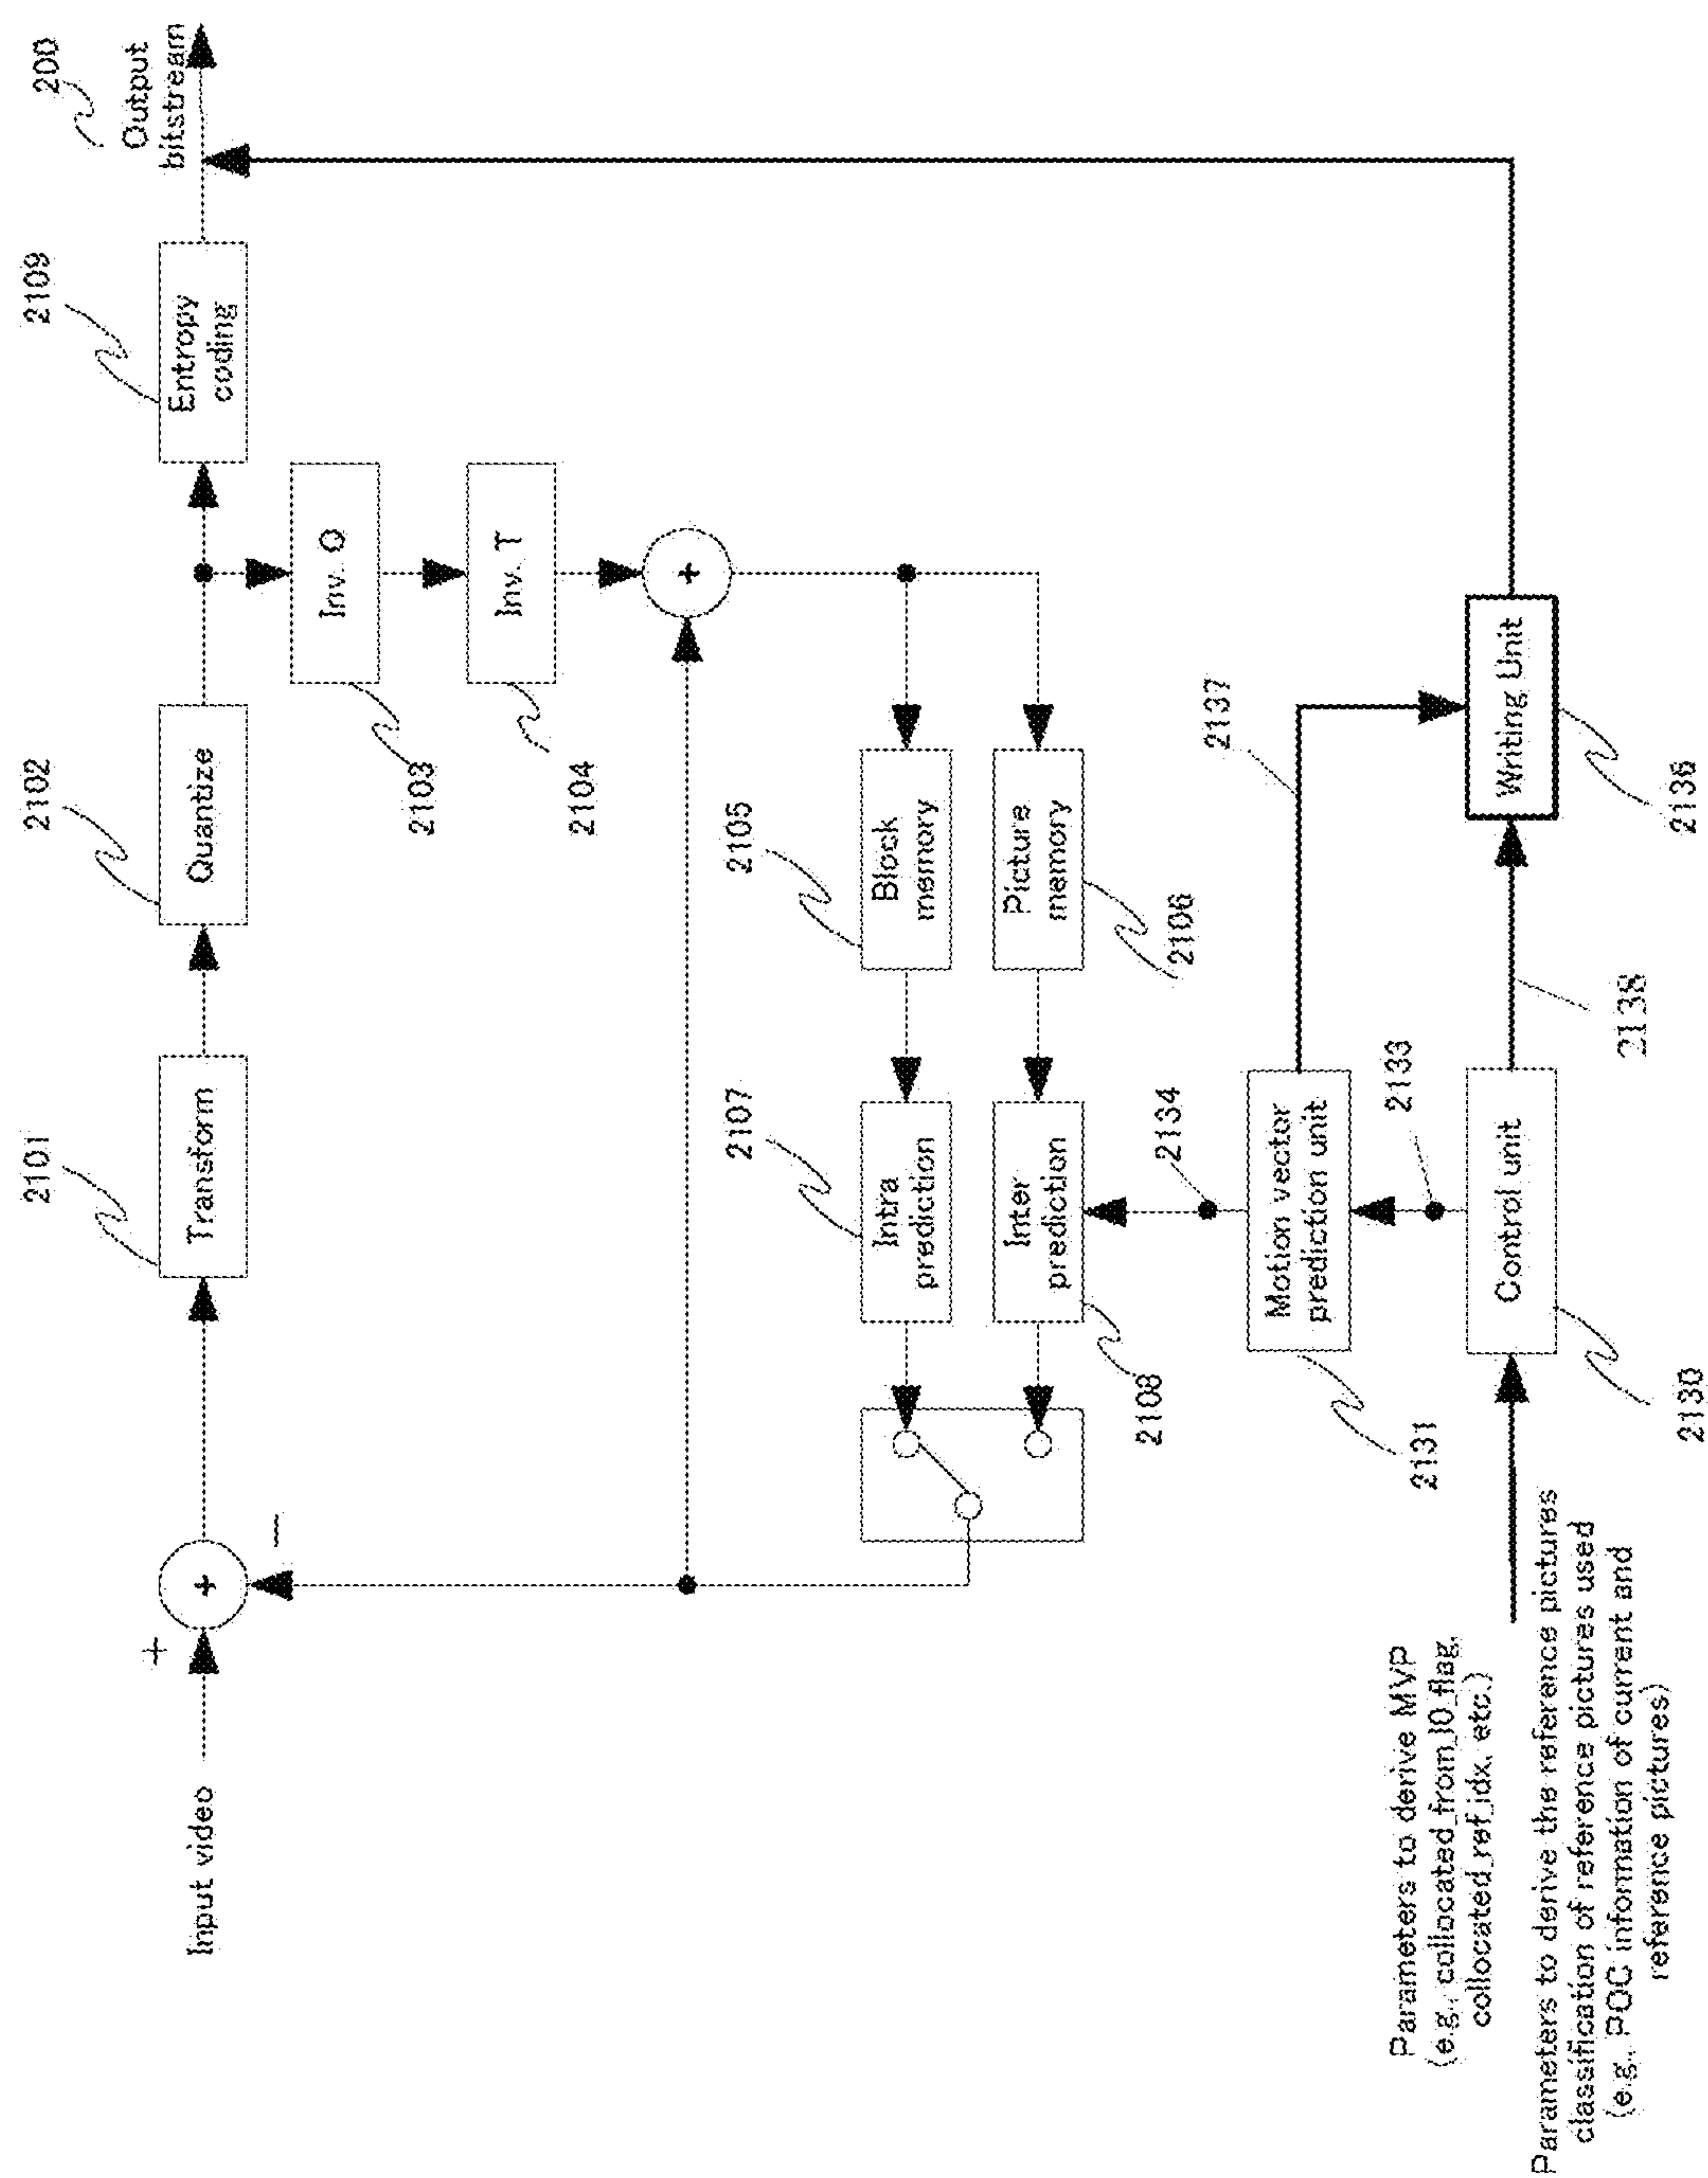 200
Output
bitstream
2109
Entropy
coding
2102
Quantize
2101
Transform
+
+
−
Input video
Inv. Q
2103
Inv. T
2104
+
2105
Block
memory
Picture
memory
2106
2107
Intra
prediction
Inter
prediction
2108
2134
2137
Motion vector
prediction unit
2131
2133
Writing Unit
2136
2138
Control unit
2130
Parameters to derive MVP
(e.g., collocated_from_l0_flag,
collocated_ref_idx, etc.)
Parameters to derive the reference pictures
classification of reference pictures used
(e.g., POC information of current and
reference pictures)